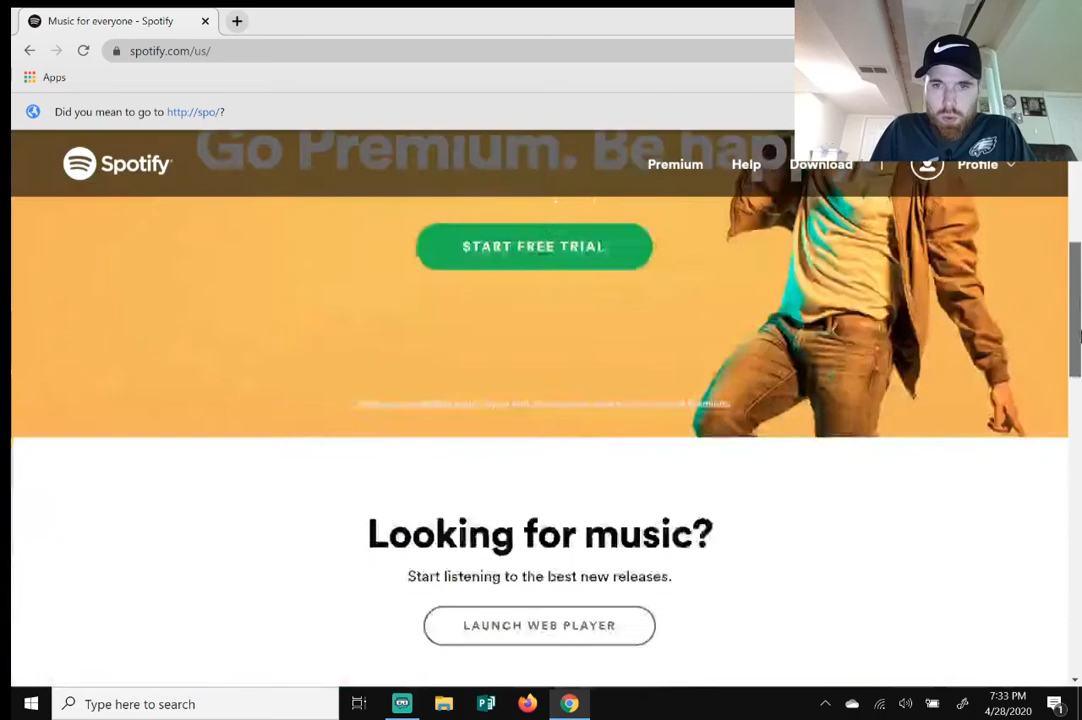 Music for everyone - Spotify
spotify.com/us/
Apps
Did you mean to go to http://spo/?
Go Premium. Be happ
Spotify
Premium Help Download Profile
START FREE TRIAL
Looking for music?
Start listening to the best new releases.
LAUNCH WEB PLAYER
Type here to search
7:33 PM
4/28/2020
1